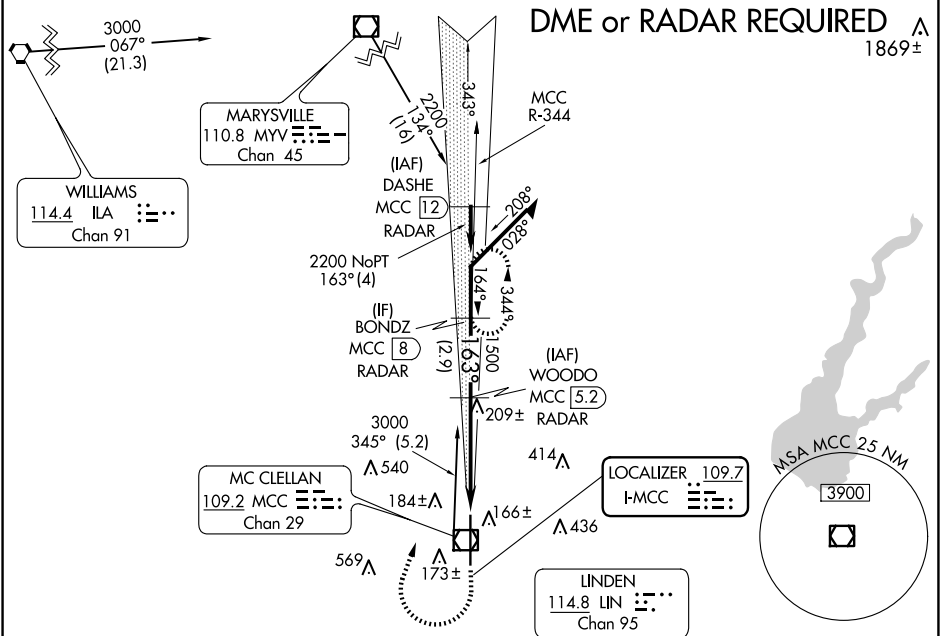 DME or RADAR REQUIRED
1869±
3000
067°
(21.3)
MARYSVILLE
110.8 MYV
Chan 45
2200
134°
(16)
343°
MCC
R-344
WILLIAMS
114.4 ILA
Chan 91
(IAF)
DASHE
MCC 12
RADAR
208°
028°
2200 NoPT
163° (4)
164°
344°
(IF)
BONDZ
MCC 8
RADAR
(2.9)
163°
1500
(IAF)
WOODO
MCC 5.2
RADAR
209±
3000
345° (5.2)
540
414
MC CLELLAN
109.2 MCC
Chan 29
184±
166±
436
LOCALIZER 109.7
I-MCC
MSA MCC 25 NM
3900
569
173±
LINDEN
114.8 LIN
Chan 95